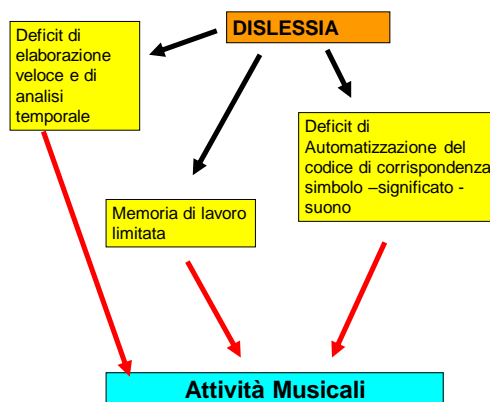 DISLESSIA
Deficit di
elaborazione
veloce e di
analisi
temporale
Deficit di
Automatizzazione del
codice di corrispondenza
simbolo –significato -
suono
Memoria di lavoro
limitata
Attività Musicali